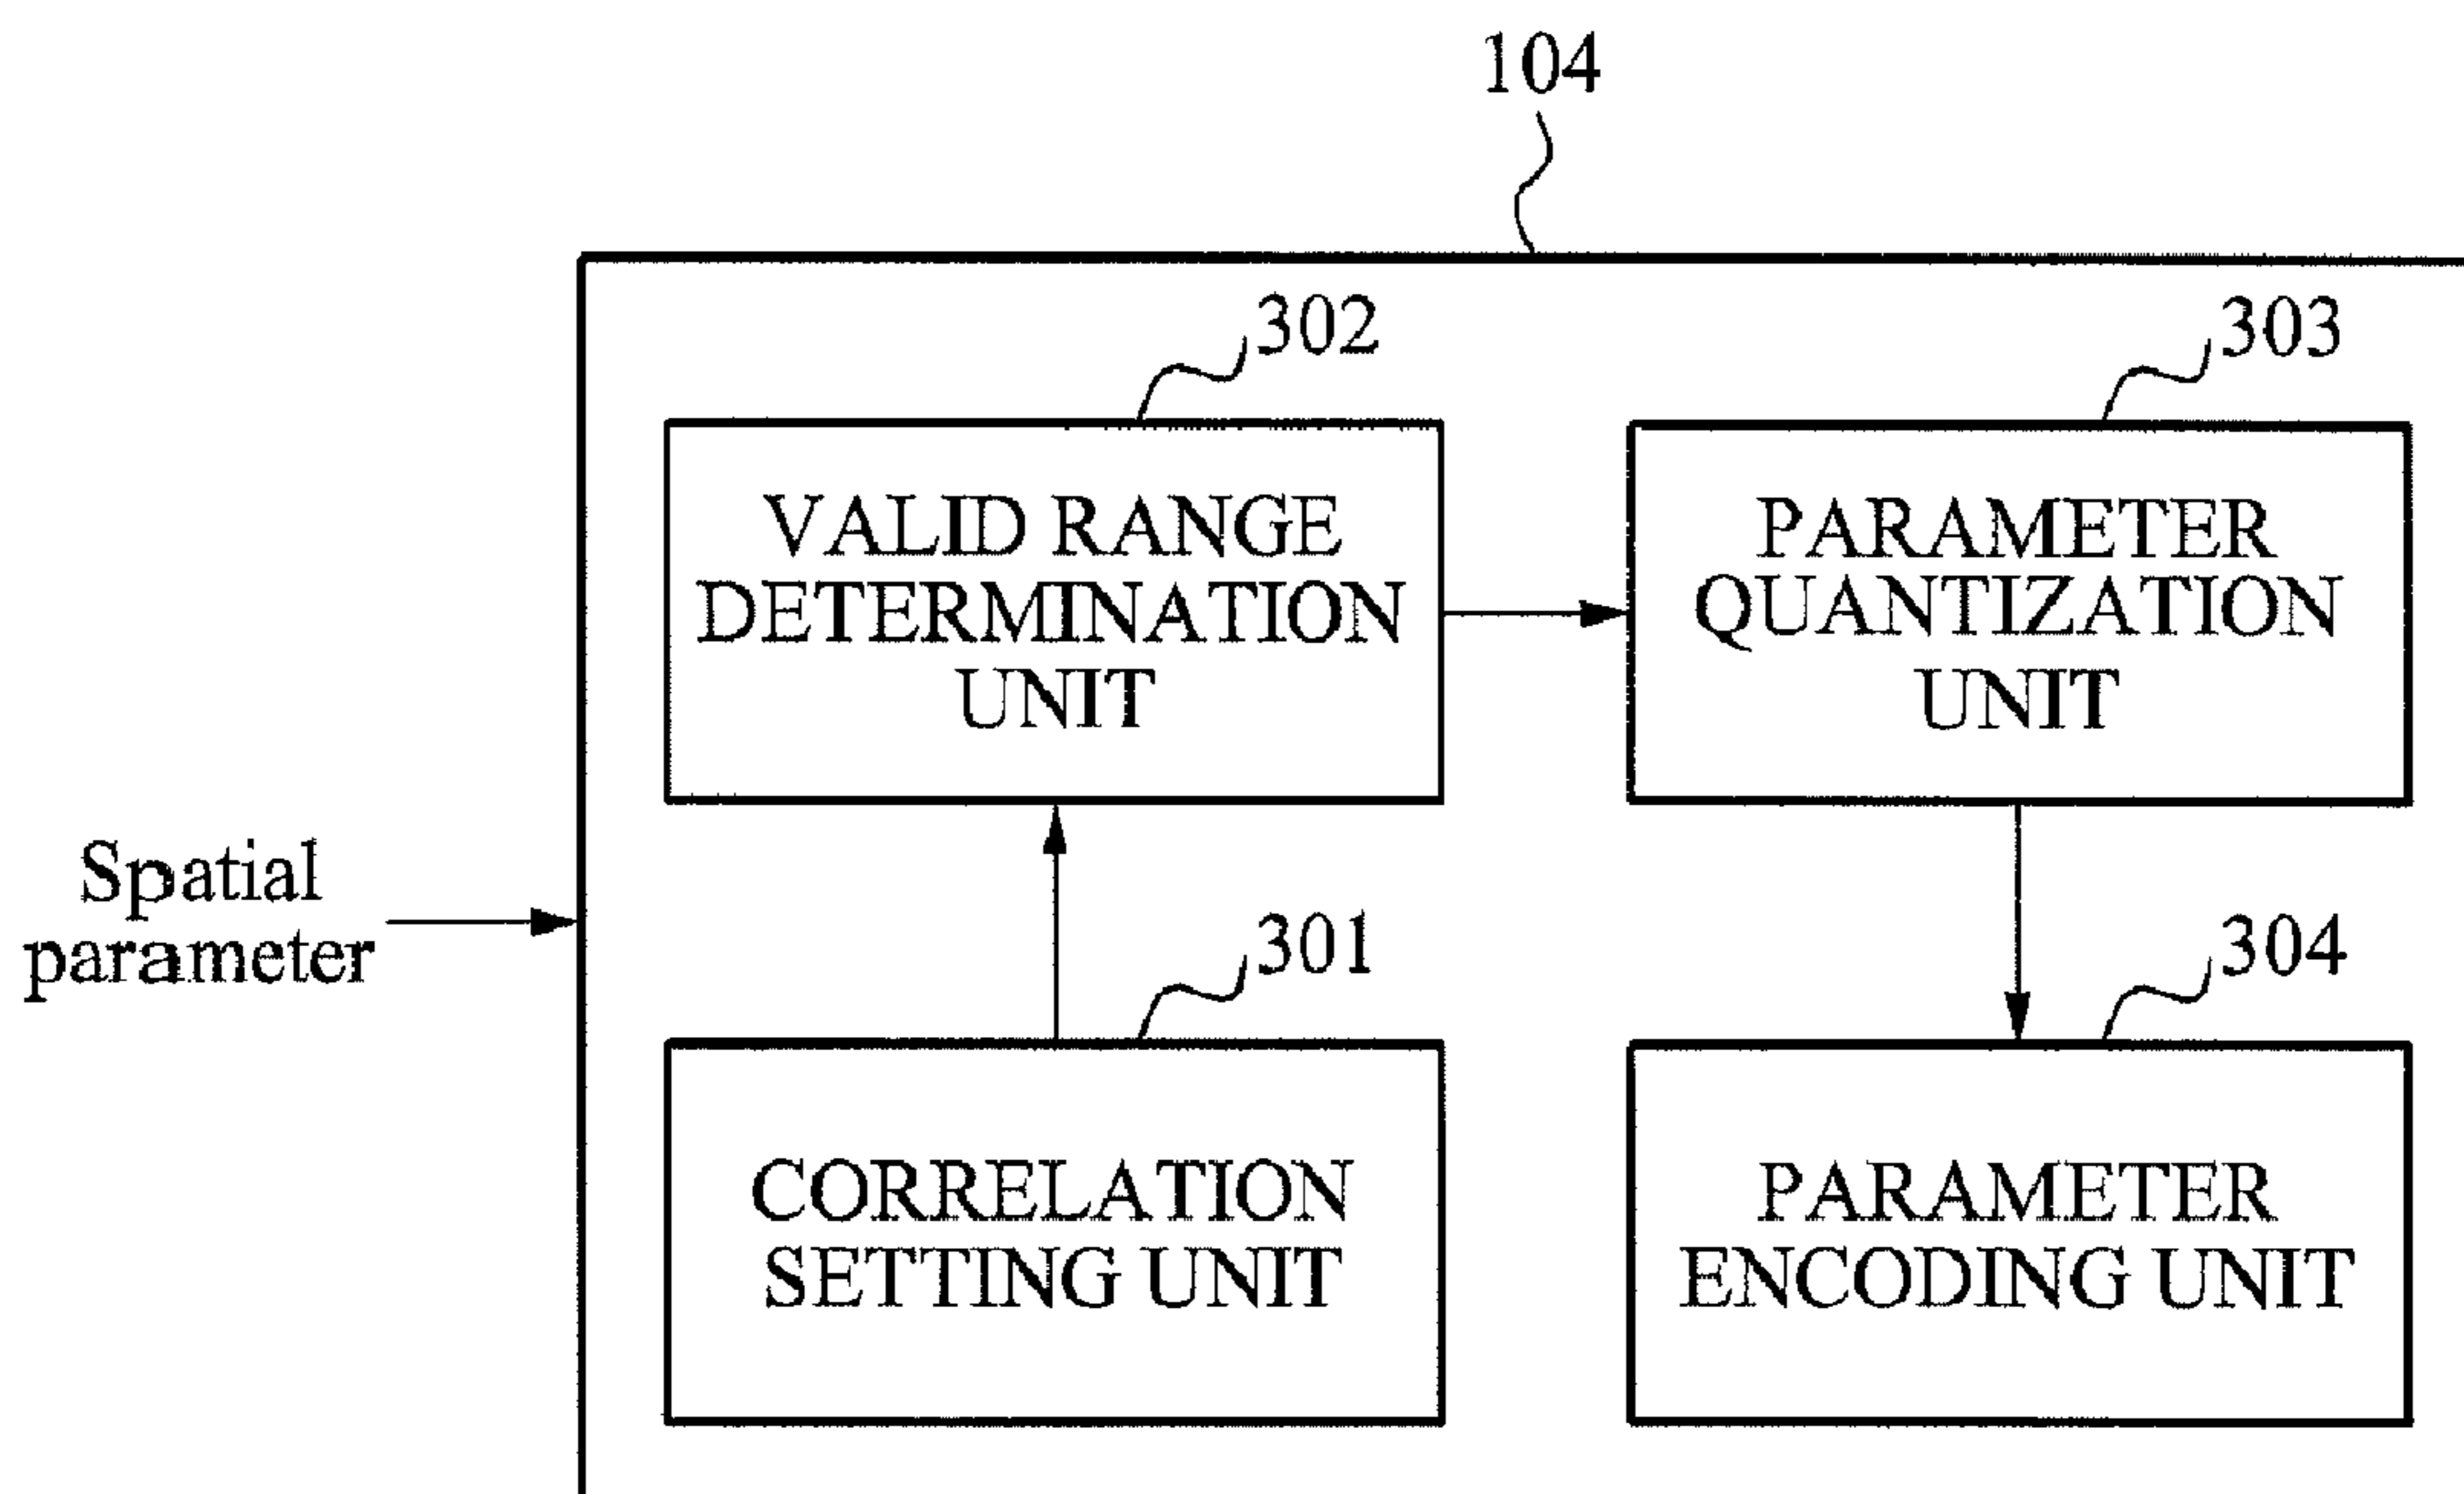 104
302
303
VALID RANGE
DETERMINATION
UNIT
PARAMETER
QUANTIZATION
UNIT
Spatial
parameter
301
304
CORRELATION
SETTING UNIT
PARAMETER
ENCODING UNIT